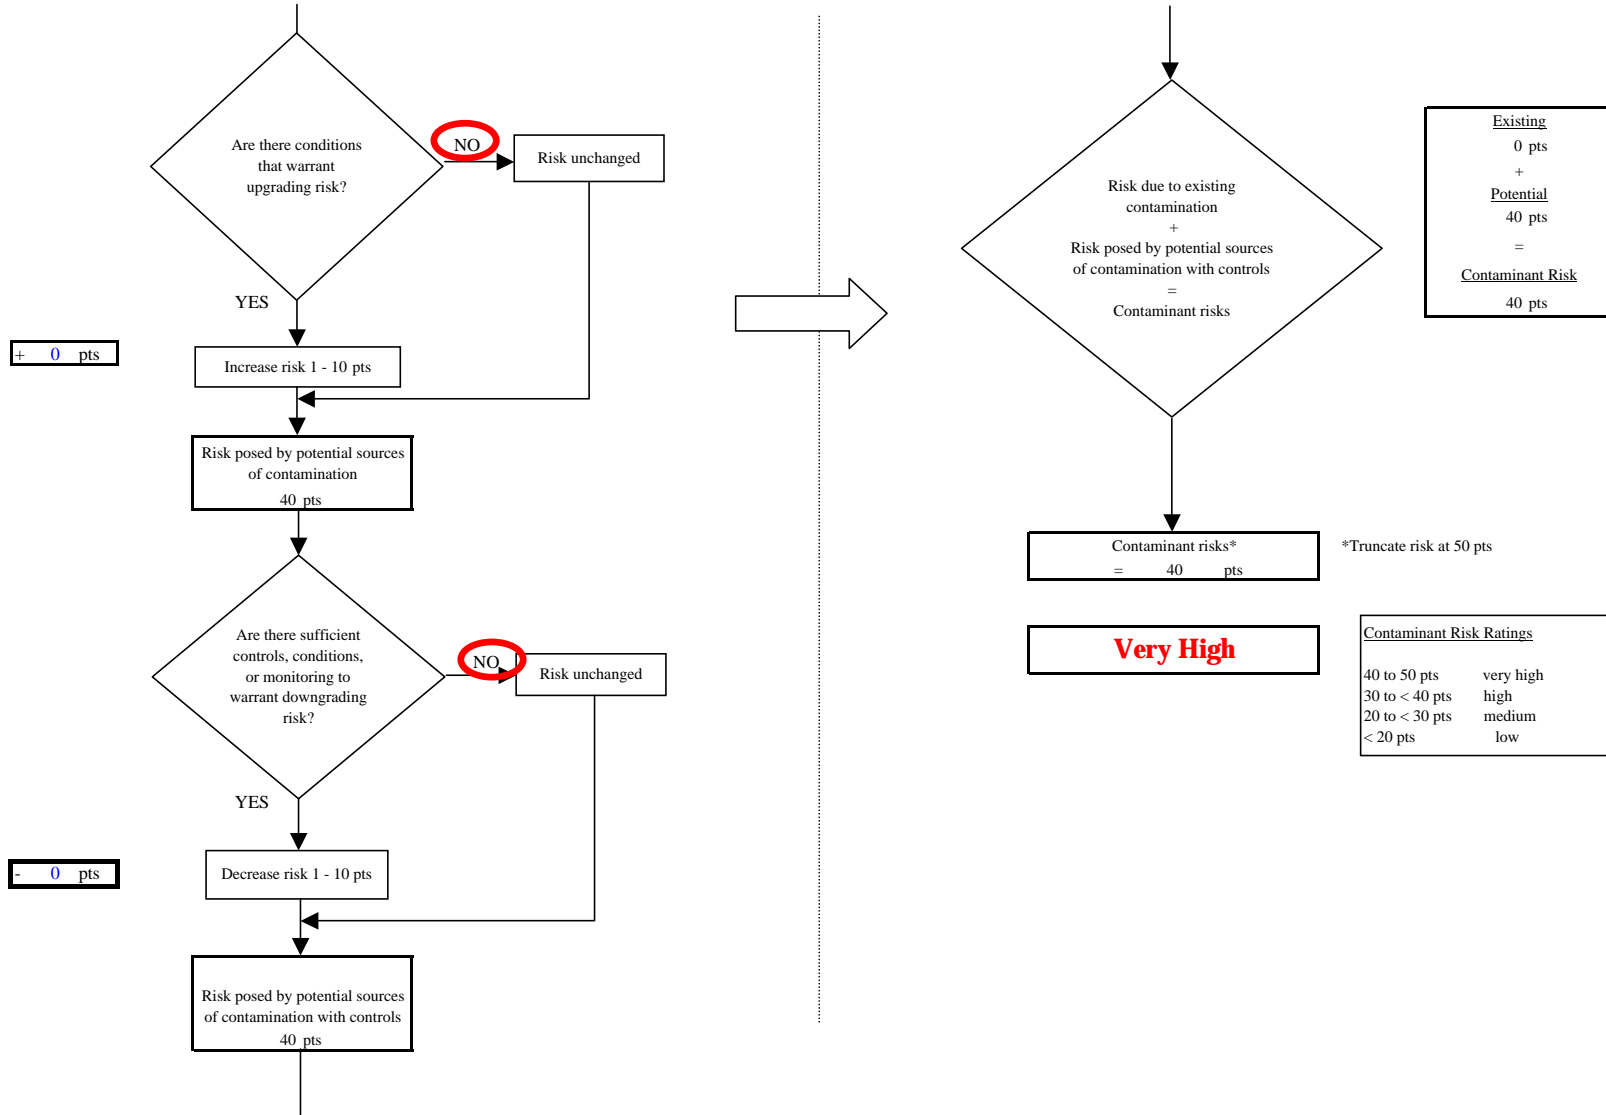 Are there conditions
that warrant
upgrading risk?
NO
Risk unchanged
YES
+ 0 pts
Increase risk 1 - 10 pts
Risk posed by potential sources
of contamination
40 pts
Are there sufficient
controls, conditions,
or monitoring to
warrant downgrading
risk?
NO
Risk unchanged
YES
- 0 pts
Decrease risk 1 - 10 pts
Risk posed by potential sources
of contamination with controls
40 pts
Risk due to existing
contamination
+
Risk posed by potential sources
of contamination with controls
=
Contaminant risks
Existing
0 pts
+
Potential
40 pts
=
Contaminant Risk
40 pts
Contaminant risks*
= 40 pts
*Truncate risk at 50 pts
Very High
Contaminant Risk Ratings
40 to 50 pts very high
30 to < 40 pts high
20 to < 30 pts medium
< 20 pts low